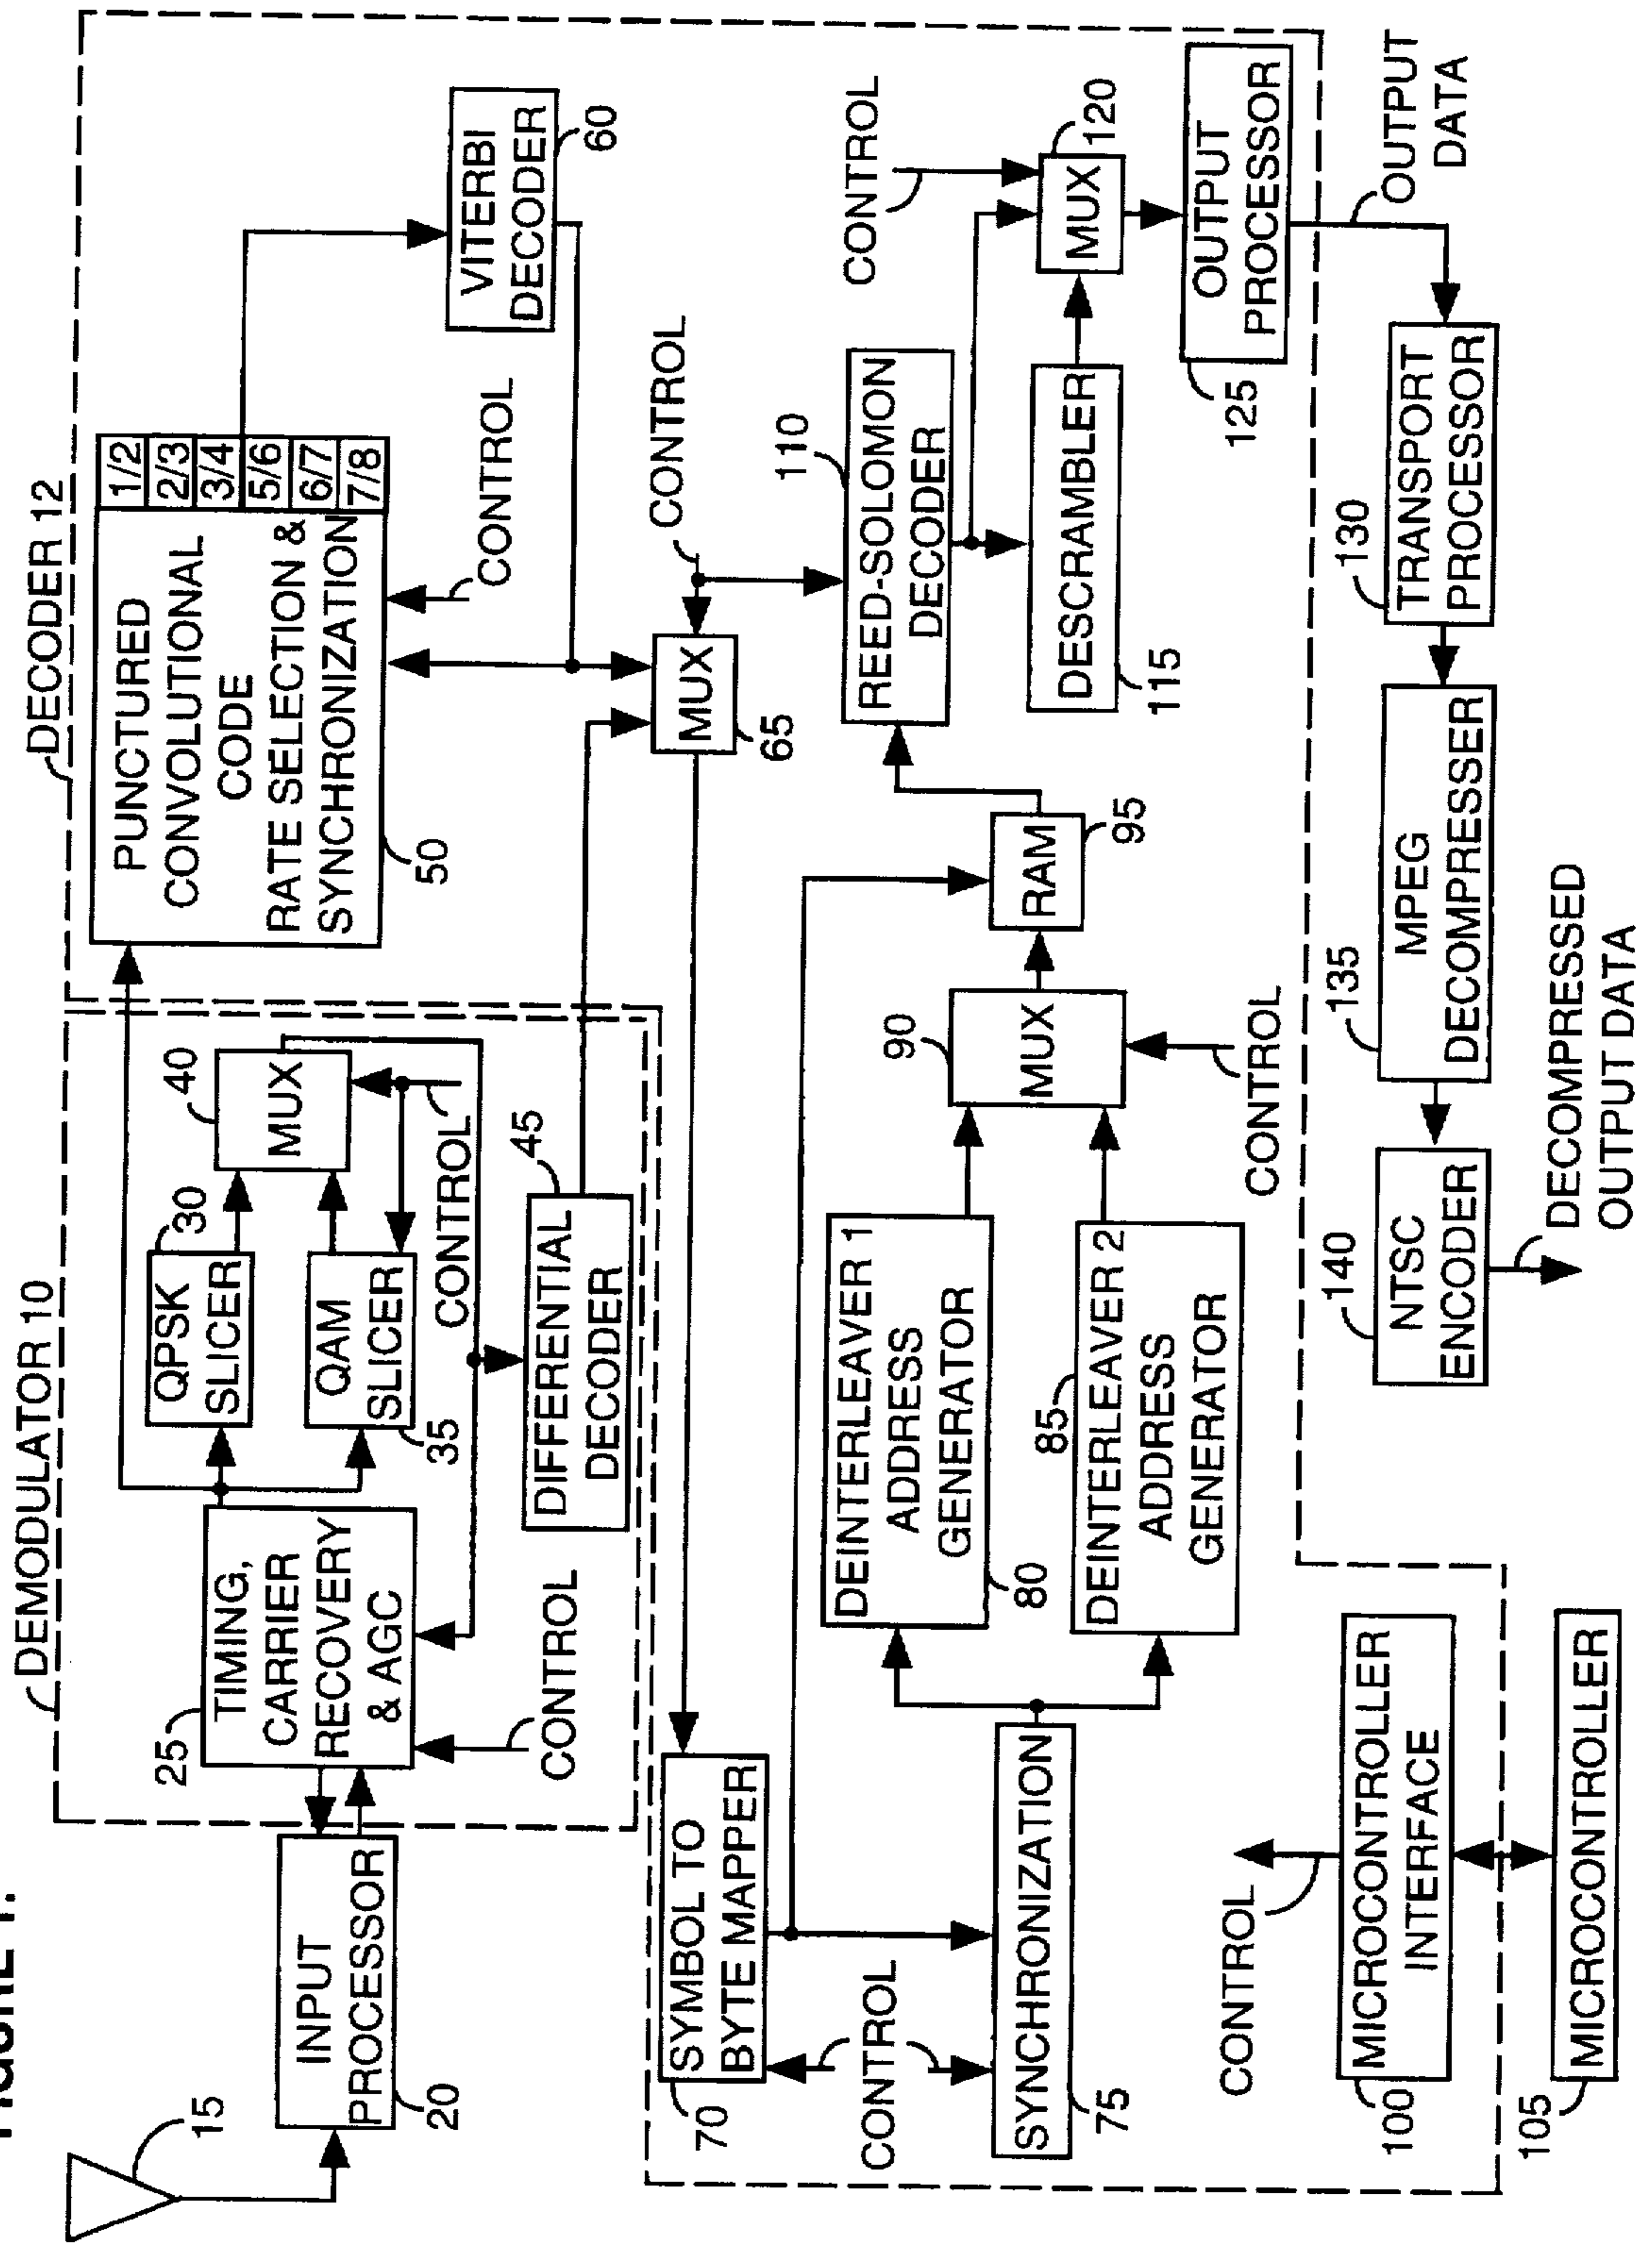 FIGURE 1.
DEMODULATOR 10
DECODER 12
15
INPUT
PROCESSOR
20
25
TIMING,
CARRIER
RECOVERY
& AGC
CONTROL
QPSK
SLICER
30
QAM
SLICER
35
40
MUX
CONTROL
DIFFERENTIAL
DECODER
45
PUNCTURED
CONVOLUTIONAL
CODE
RATE SELECTION &
SYNCHRONIZATION
1/2
2/3
3/4
5/6
6/7
7/8
50
CONTROL
VITERBI
DECODER
60
CONTROL
MUX
65
SYMBOL TO
BYTE MAPPER
70
CONTROL
SYNCHRONIZATION
75
DEINTERLEAVER 1
ADDRESS
GENERATOR
80
DEINTERLEAVER 2
ADDRESS
GENERATOR
85
90
MUX
CONTROL
RAM
95
110
REED-SOLOMON
DECODER
DESCRAMBLER
115
CONTROL
MUX
120
OUTPUT
PROCESSOR
125
OUTPUT
DATA
130
TRANSPORT
PROCESSOR
135
MPEG
DECOMPRESSER
140
NTSC
ENCODER
DECOMPRESSED
OUTPUT DATA
CONTROL
MICROCONTROLLER
INTERFACE
100
MICROCONTROLLER
105